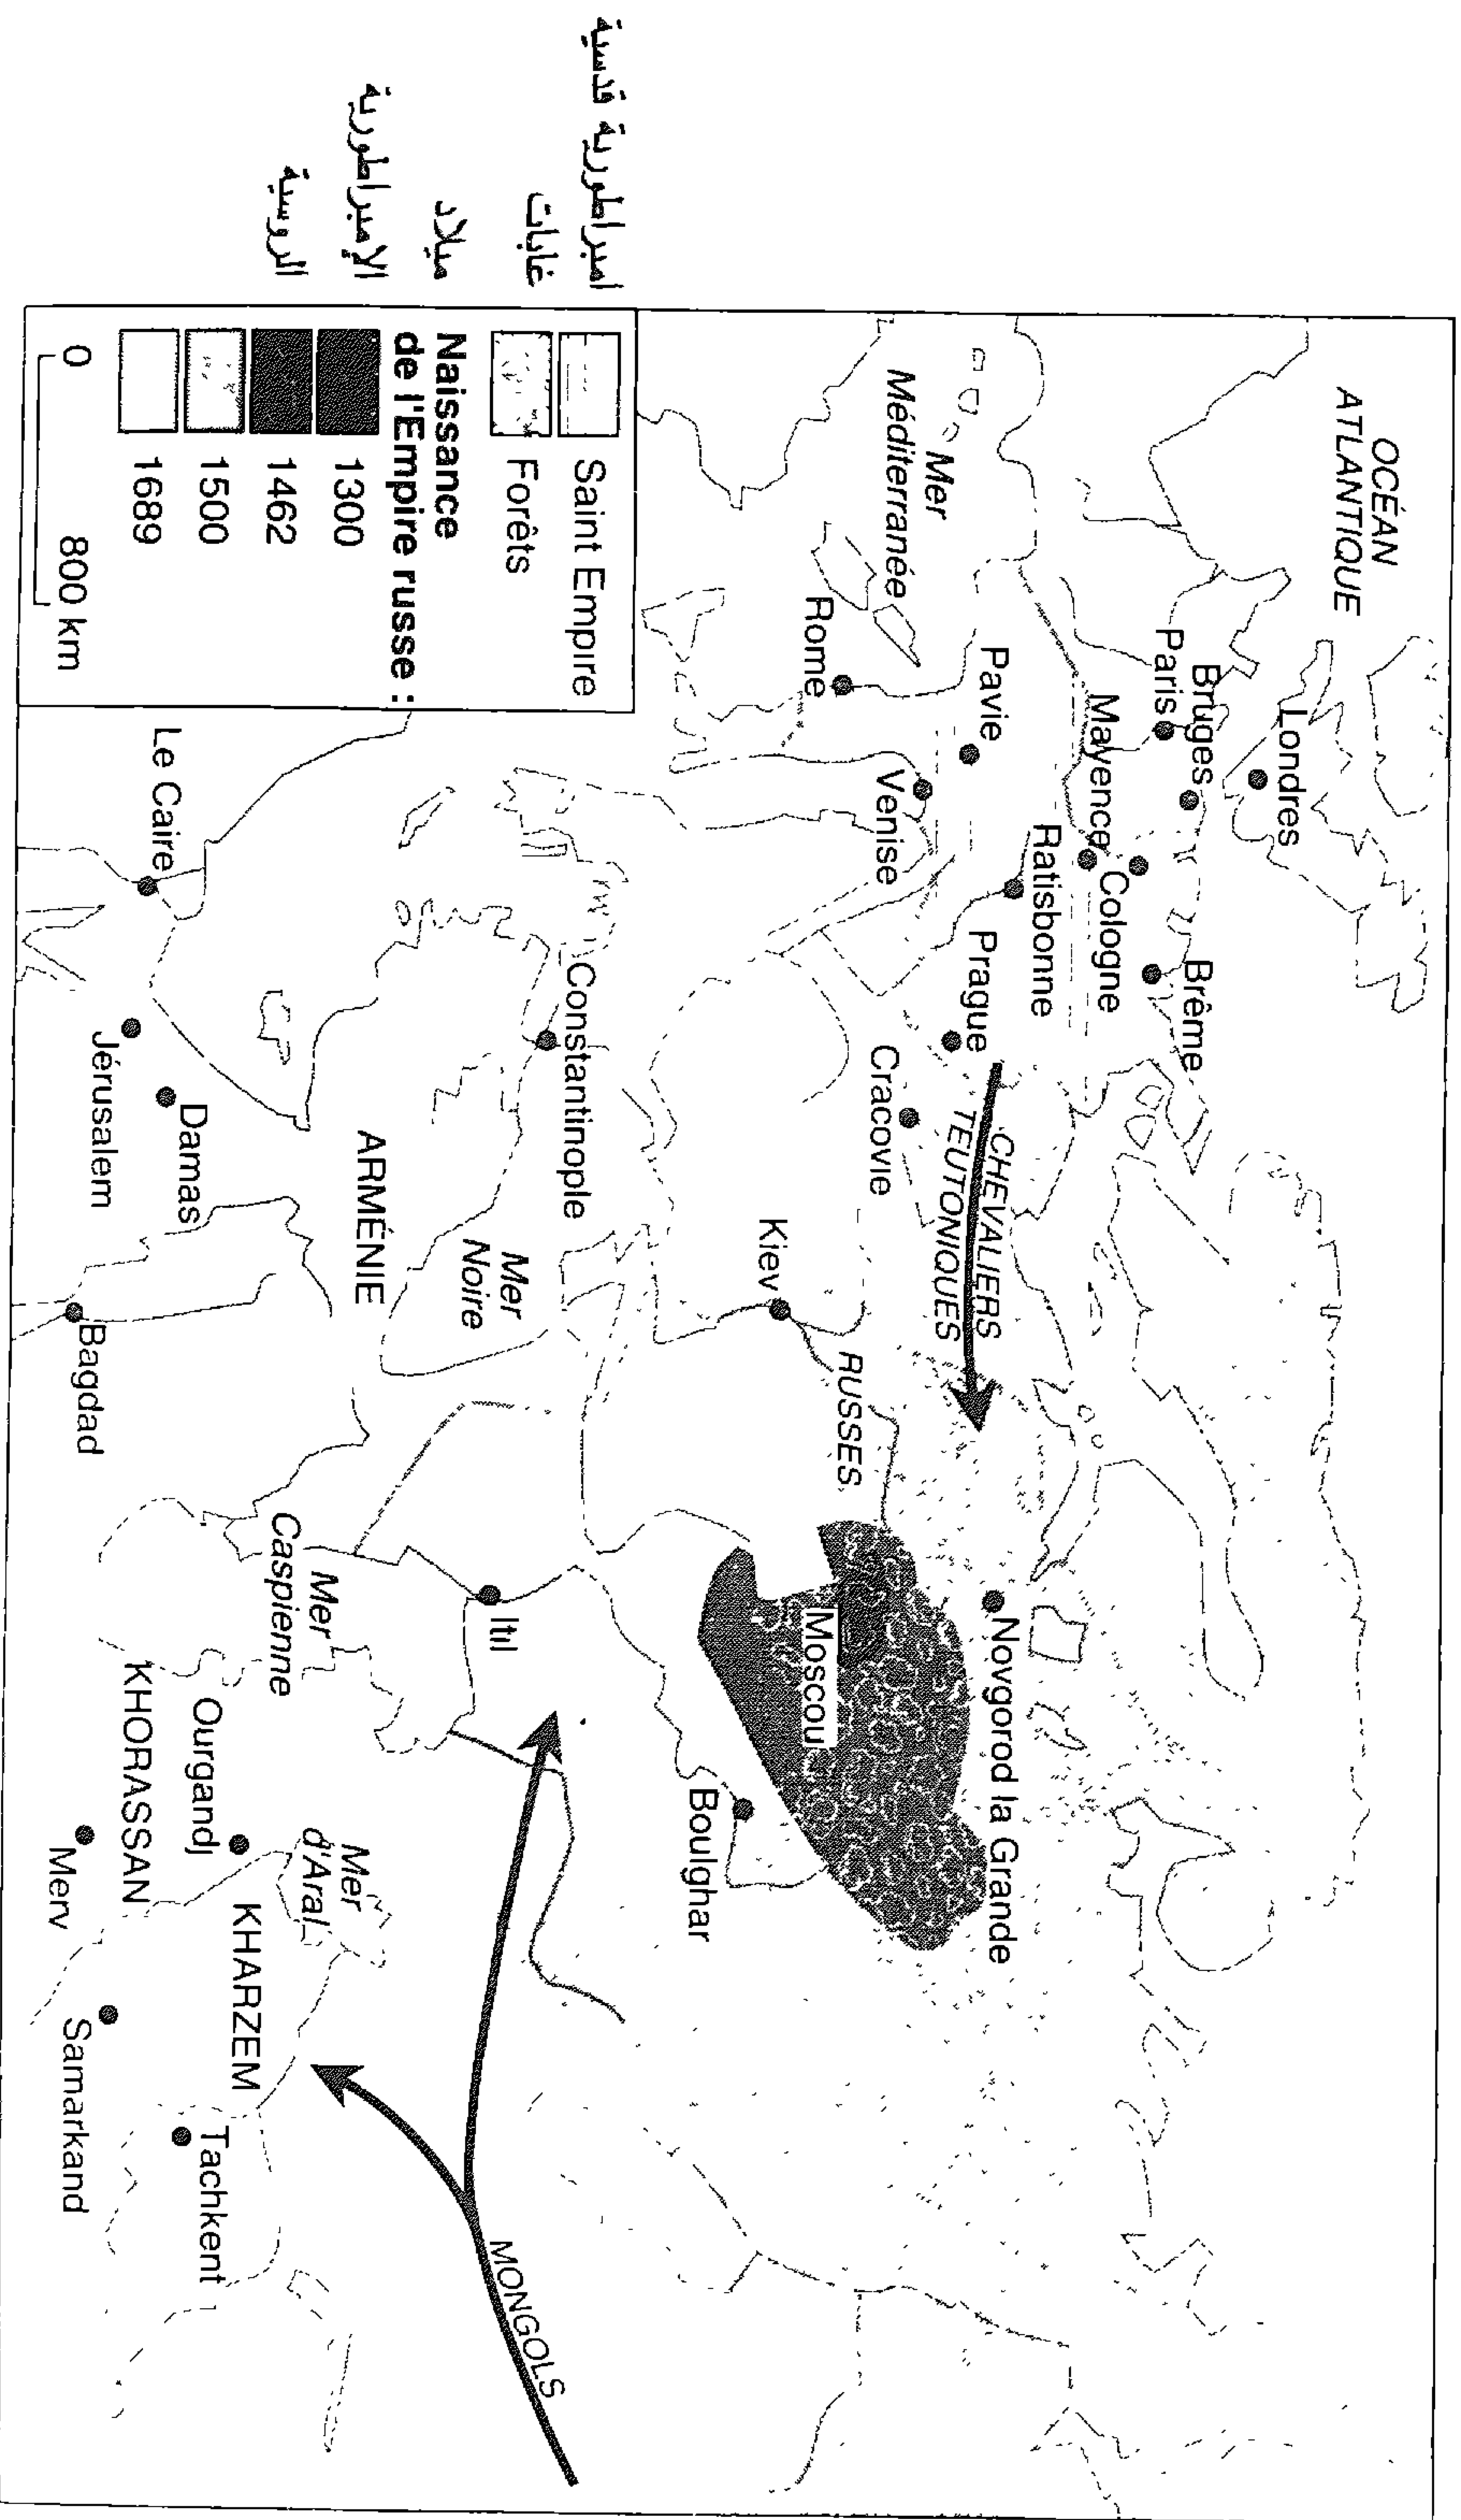 OCÉAN
ATLANTIQUE
Londres
Bruges
Paris
Brême
Cologne
Mayence
Ratisbonne
Prague
Pavie
Venise
Mer
Méditerranée
Rome
Cracovie
CHEVALIERS
TEUTONIQUES
Novgorod la Grande
RUSSES
Moscou
Kiev
Boulghar
Constantinople
Mer
Noire
Itil
ARMÉNIE
Mer
Caspienne
MONGOLS
Mer
d'Aral
KHARZEM
Ourgandj
KHORASSAN
Tachkent
Samarkand
Merv
Le Caire
Damas
Jérusalem
Bagdad
امبراطورية قدسية
Saint Empire
غابات
Forêts
ميلاد
الإمبراطورية
الروسية
Naissance
de l'Empire russe :
1300
1462
1500
1689
0 800 km